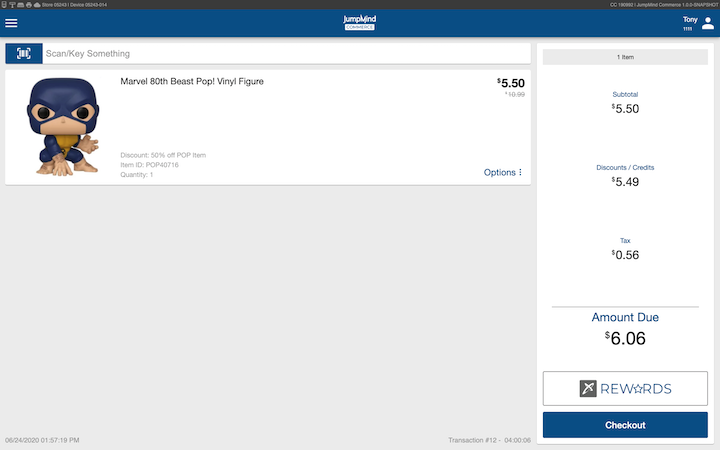 Store 05243 | Device 05243-014
CC 190992 | JumpMind Commerce 1.0.0-SNAPSHOT
JumpMind
COMMERCE
Tony
1111
Scan/Key Something
Marvel 80th Beast Pop! Vinyl Figure
$5.50
$10.99
Discount: 50% off POP Item
Item ID: POP40716
Quantity: 1
Options
1 Item
Subtotal
$5.50
Discounts / Credits
$5.49
Tax
$0.56
Amount Due
$6.06
REWARDS
Checkout
06/24/2020 01:57:19 PM
Transaction #12 - 04:00:06